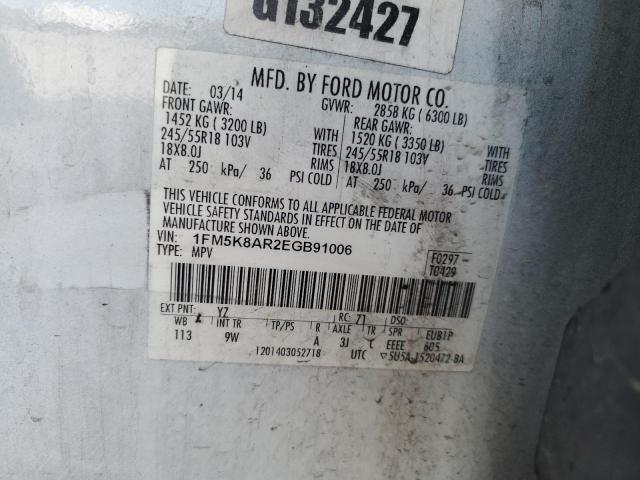 G132427
MFD. BY FORD MOTOR CO.
DATE: 03/14 GVWR: 2858 KG ( 6300 LB)
FRONT GAWR: REAR GAWR:
1452 KG ( 3200 LB) WITH 1520 KG ( 3350 LB) WITH
245/55R18 103V TIRES 245/55R18 103V TIRES
18X8.0J RIMS 18X8.0J RIMS
AT 250 kPa/ 36 PSI COLD AT 250 kPa/ 36 PSI COLD
THIS VEHICLE CONFORMS TO ALL APPLICABLE FEDERAL MOTOR
VEHICLE SAFETY STANDARDS IN EFFECT ON THE DATE OF
MANUFACTURE SHOWN ABOVE.
VIN: 1FM5K8AR2EGB91006 F0297
TYPE: MPV T0429
EXT PNT: YZ RC: 71 DSO:
WB INT TR TP/PS R AXLE TR SPR EUB1P
113 9W A 3J EEEE 605
1201403052718 UTC ▽5U5A-1520472-BA